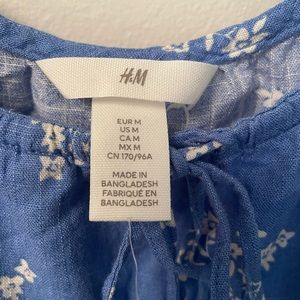 H&M
EUR M
US M
CA M
MX M
CN 170/96A
MADE IN
BANGLADESH
FABRIQUÉ EN
BANGLADESH